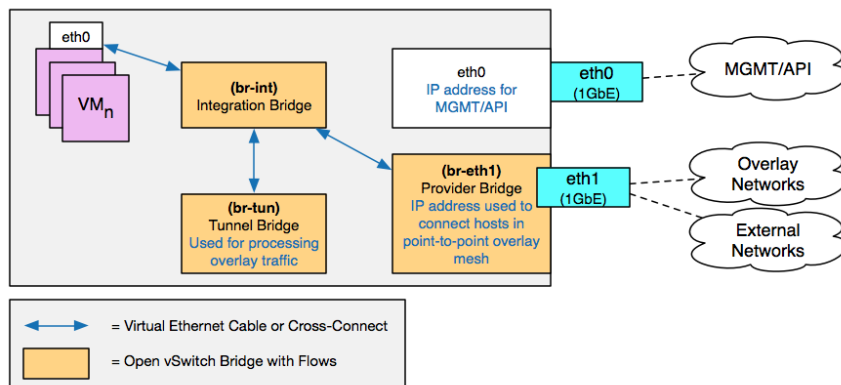 eth0
VMn
(br-int)
Integration Bridge
(br-tun)
Tunnel Bridge
Used for processing
overlay traffic
eth0
IP address for
MGMT/API
eth0
(1GbE)
MGMT/API
(br-eth1)
Provider Bridge
IP address used to
connect hosts in
point-to-point overlay
mesh
eth1
(1GbE)
Overlay
Networks
External
Networks
= Virtual Ethernet Cable or Cross-Connect
= Open vSwitch Bridge with Flows